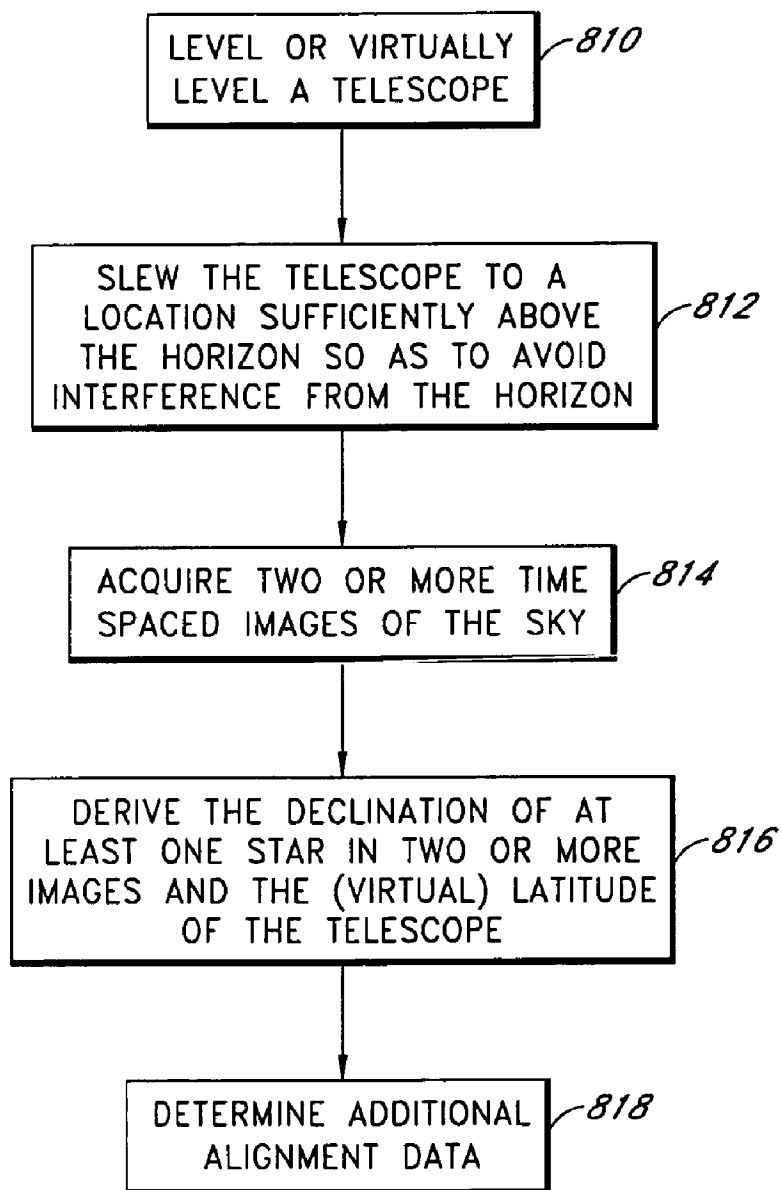 LEVEL OR VIRTUALLY
LEVEL A TELESCOPE
810
SLEW THE TELESCOPE TO A
LOCATION SUFFICIENTLY ABOVE
THE HORIZON SO AS TO AVOID
INTERFERENCE FROM THE HORIZON
812
ACQUIRE TWO OR MORE TIME
SPACED IMAGES OF THE SKY
814
DERIVE THE DECLINATION OF AT
LEAST ONE STAR IN TWO OR MORE
IMAGES AND THE (VIRTUAL) LATITUDE
OF THE TELESCOPE
816
DETERMINE ADDITIONAL
ALIGNMENT DATA
818